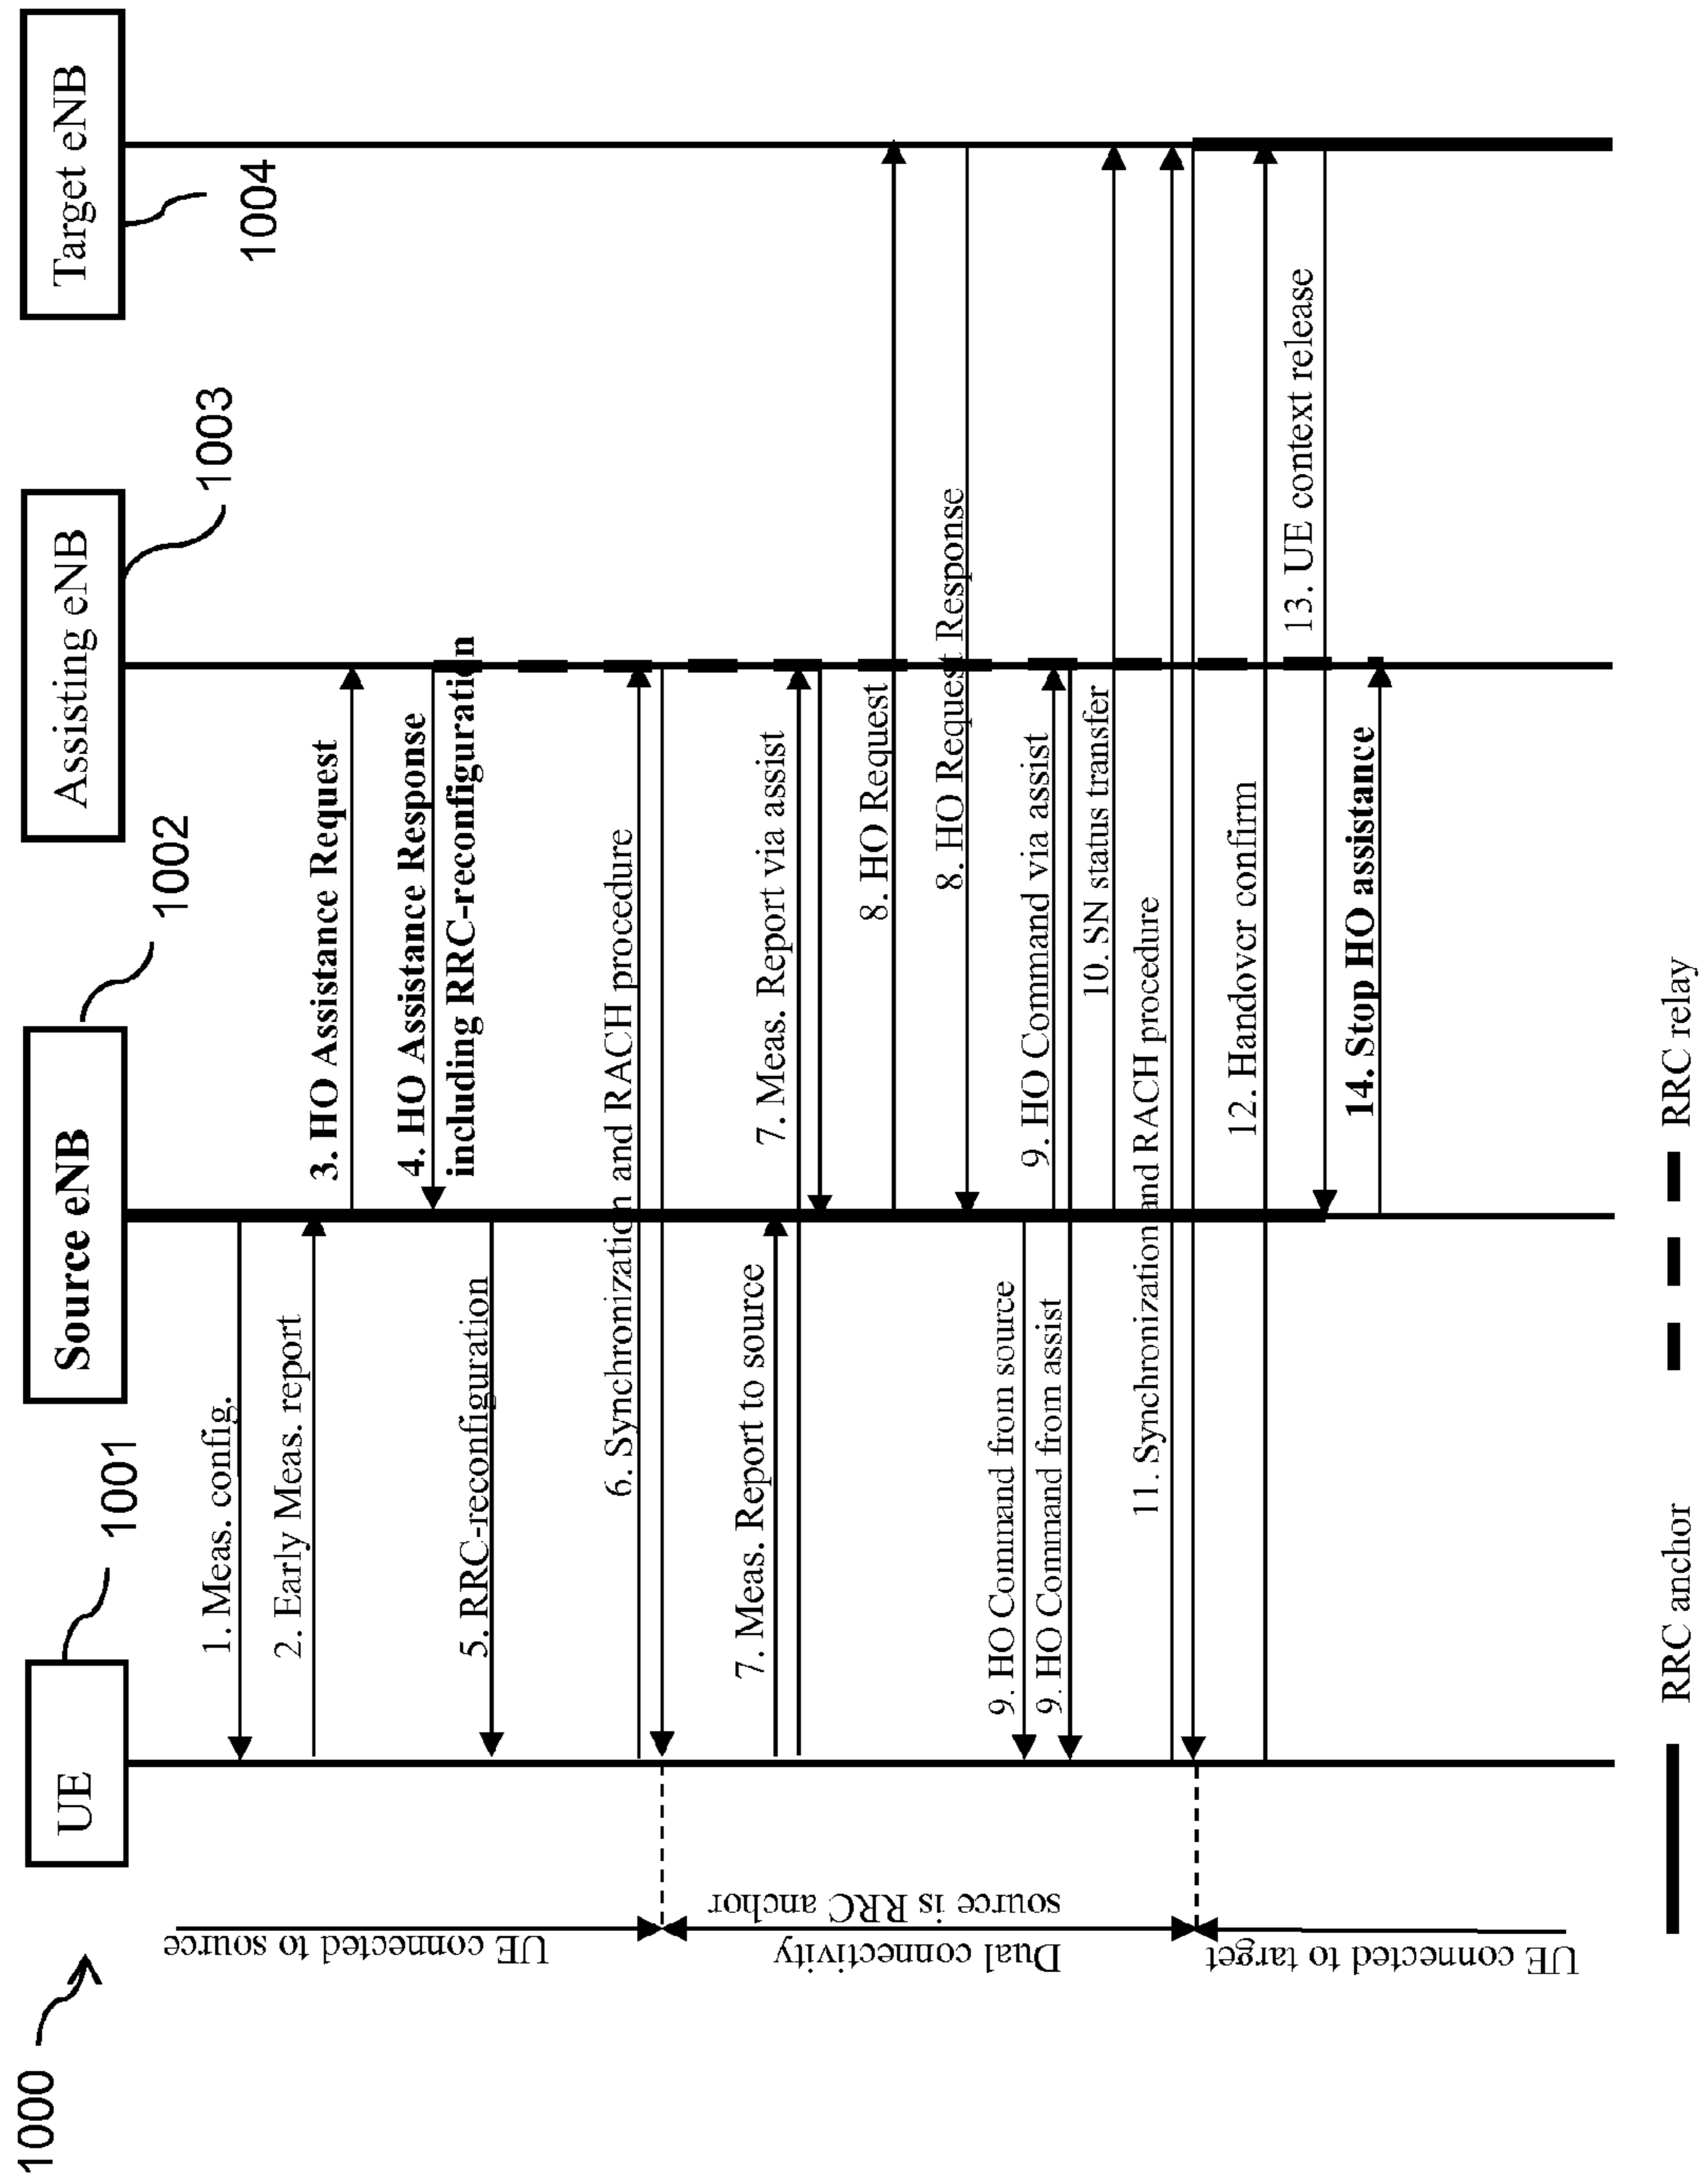 1000
UE
1001
Source eNB
1002
Assisting eNB
1003
Target eNB
1004
UE connected to source
Dual connectivity
source is RRC anchor
UE connected to target
1. Meas. config.
2. Early Meas. report
3. HO Assistance Request
4. HO Assistance Response
including RRC-reconfiguration
5. RRC-reconfiguration
6. Synchronization and RACH procedure
7. Meas. Report to source
7. Meas. Report via assist
8. HO Request
8. HO Request Response
9. HO Command from source
9. HO Command via assist
9. HO Command from assist
10. SN status transfer
11. Synchronization and RACH procedure
12. Handover confirm
13. UE context release
14. Stop HO assistance
RRC anchor
RRC relay